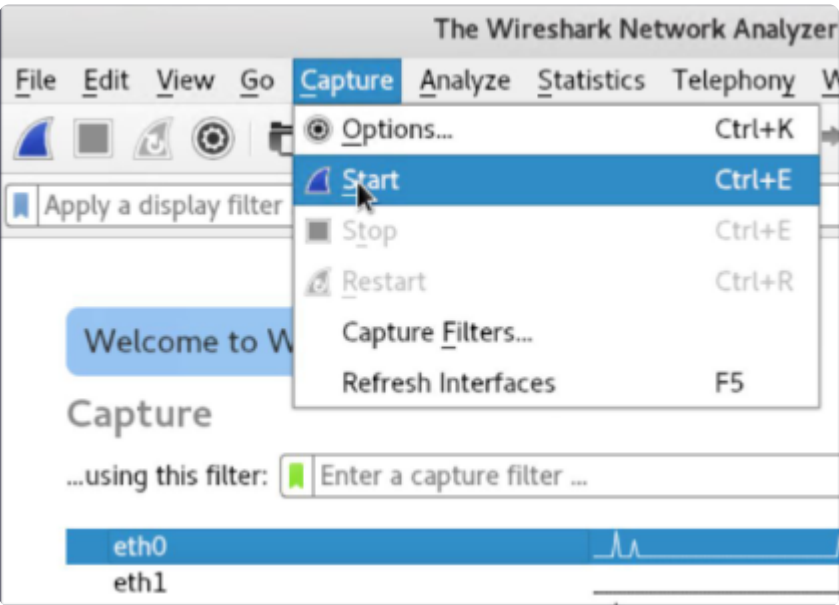 The Wireshark Network Analyzer
File Edit View Go Capture Analyze Statistics Telephony
Options... Ctrl+K
Start Ctrl+E
Apply a display filter
Stop Ctrl+E
Restart Ctrl+R
Welcome to W
Capture Filters...
Refresh Interfaces F5
Capture
...using this filter: Enter a capture filter ...
eth0
eth1